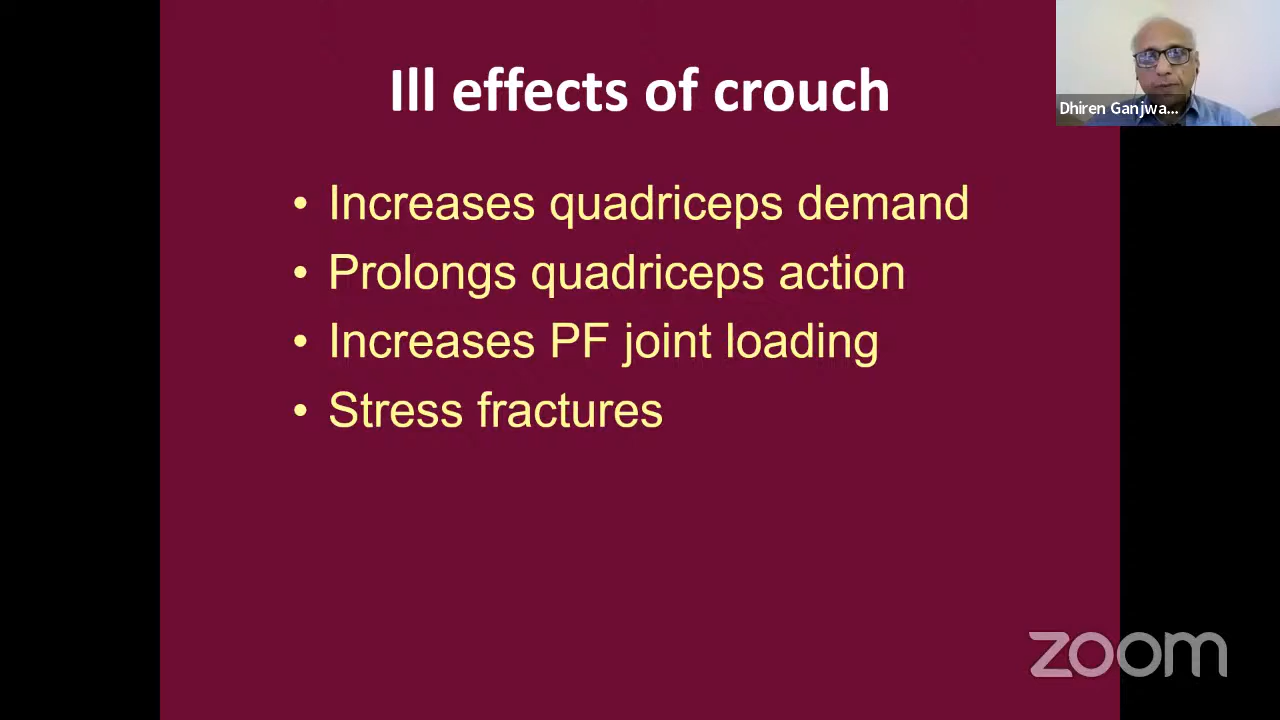 Ill effects of crouch
Dhiren Ganjwa...
• Increases quadriceps demand
• Prolongs quadriceps action
• Increases PF joint loading
• Stress fractures
zoom